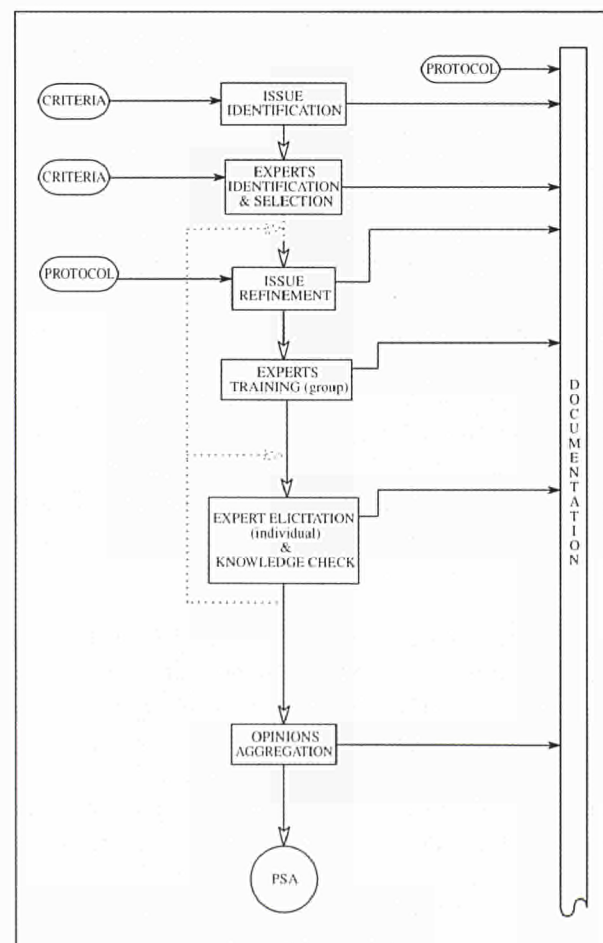 PROTOCOL
CRITERIA
ISSUE
IDENTIFICATION
CRITERIA
EXPERTS
IDENTIFICATION
& SELECTION
PROTOCOL
ISSUE
REFINEMENT
EXPERTS
TRAINING (group)
EXPERT ELICITATION
(individual)
&
KNOWLEDGE CHECK
OPINIONS
AGGREGATION
PSA
DOCUMENTATION